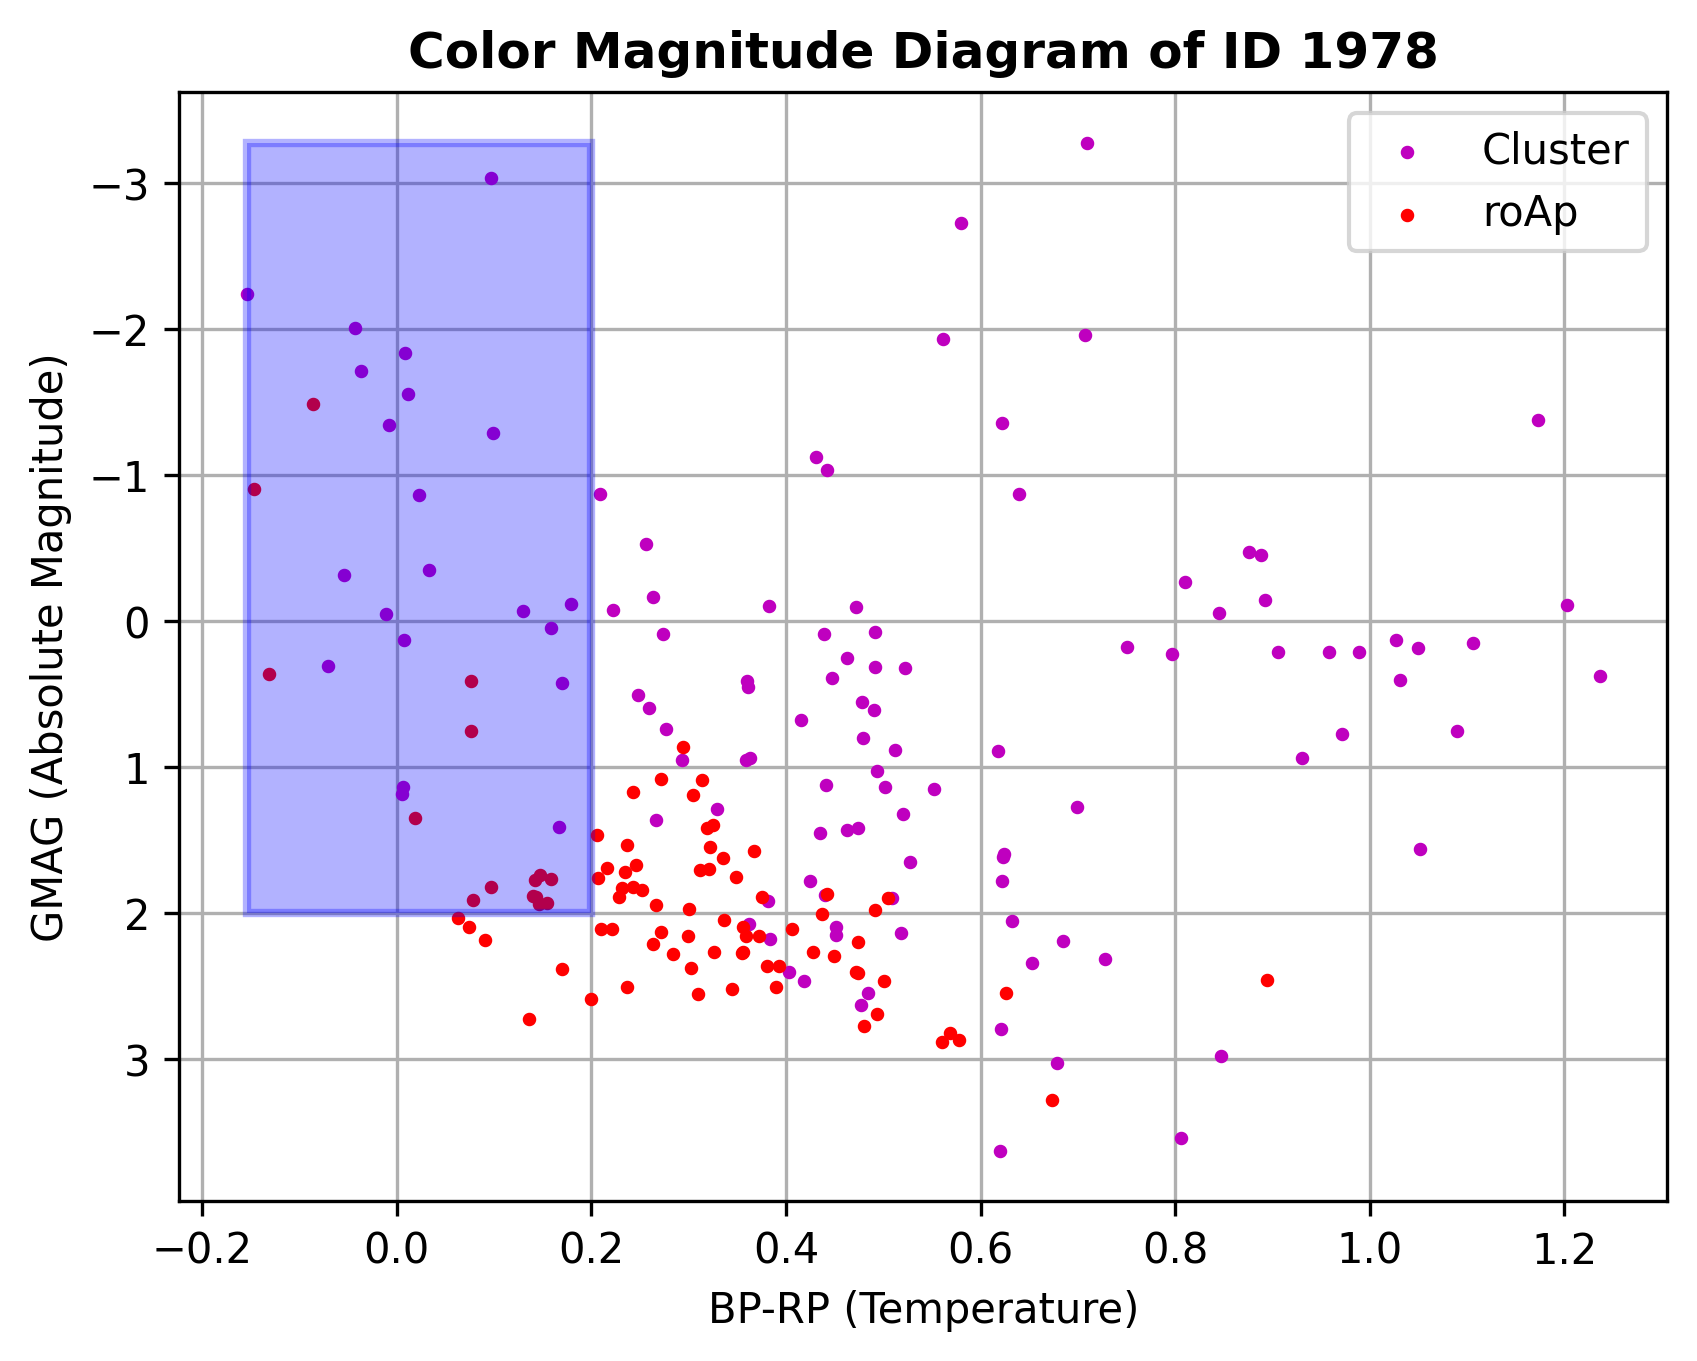 Color Magnitude Diagram of ID 1978
Cluster
roAp
GMAG (Absolute Magnitude)
−3
−2
−1
0
1
2
3
−0.2 0.0 0.2 0.4 0.6 0.8 1.0 1.2
BP-RP (Temperature)